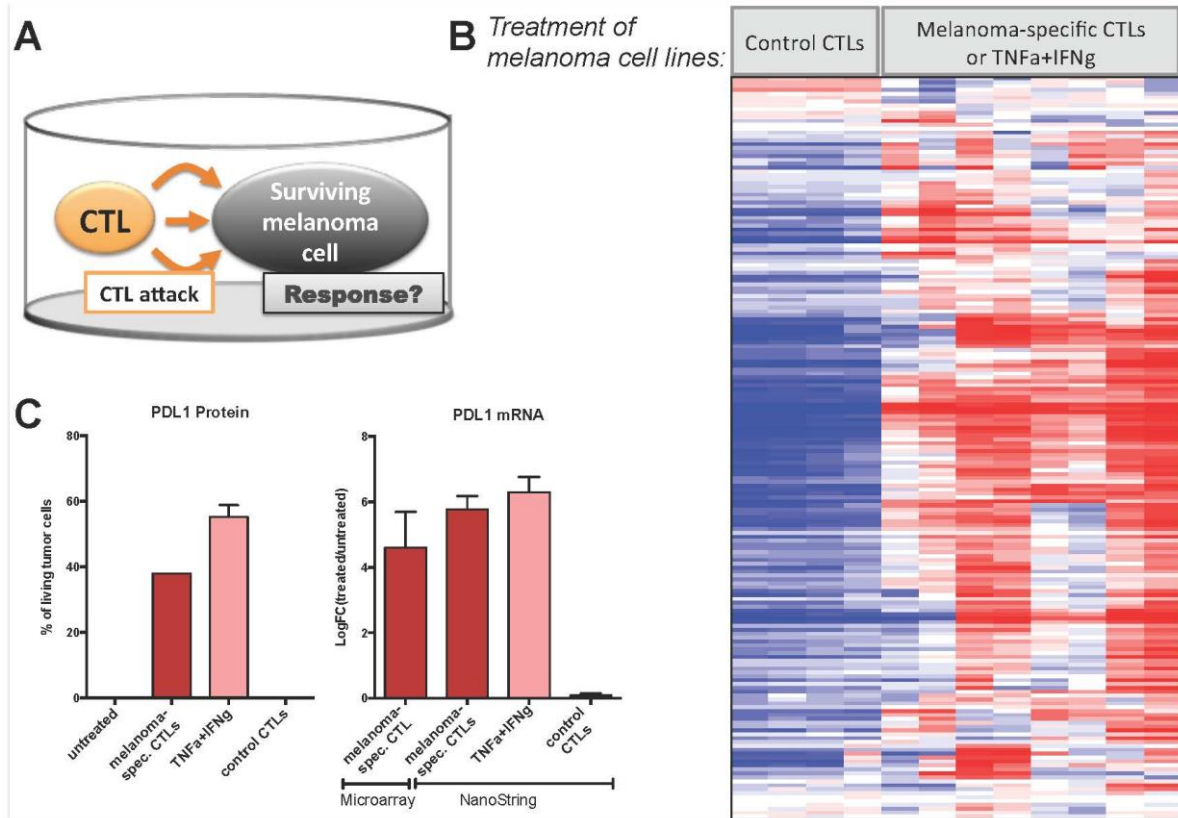 A
CTL
Surviving
melanoma
cell
CTL attack
Response?
B
Treatment of
melanoma cell lines:
Control CTLs
Melanoma-specific CTLs
or TNFa+IFNg
C
PDL1 Protein
% of living tumor cells
80
60
40
20
0
untreated
melanoma-
spec. CTLs
TNFa+IFNg
control CTLs
PDL1 mRNA
LogFC(treated/untreated)
8
6
4
2
0
melanoma-
spec. CTL
melanoma-
spec. CTLs
TNFa+IFNg
control
CTLs
Microarray
NanoString